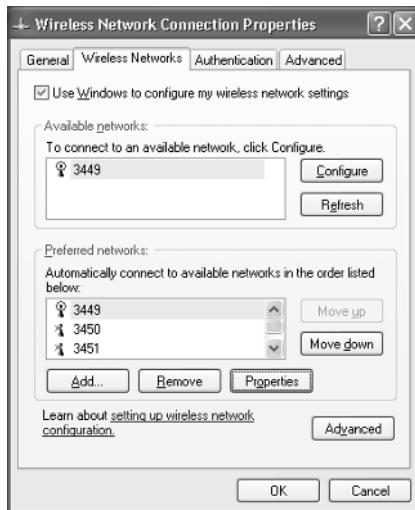 Wireless Network Connection Properties
General Wireless Networks Authentication Advanced
Use Windows to configure my wireless network settings
Available networks:
To connect to an available network, click Configure.
3449
Configure
Refresh
Preferred networks:
Automatically connect to available networks in the order listed
below:
3449
Move up
3450
3451
Move down
Add... Remove Properties
Learn about setting up wireless network
configuration.
Advanced
OK Cancel